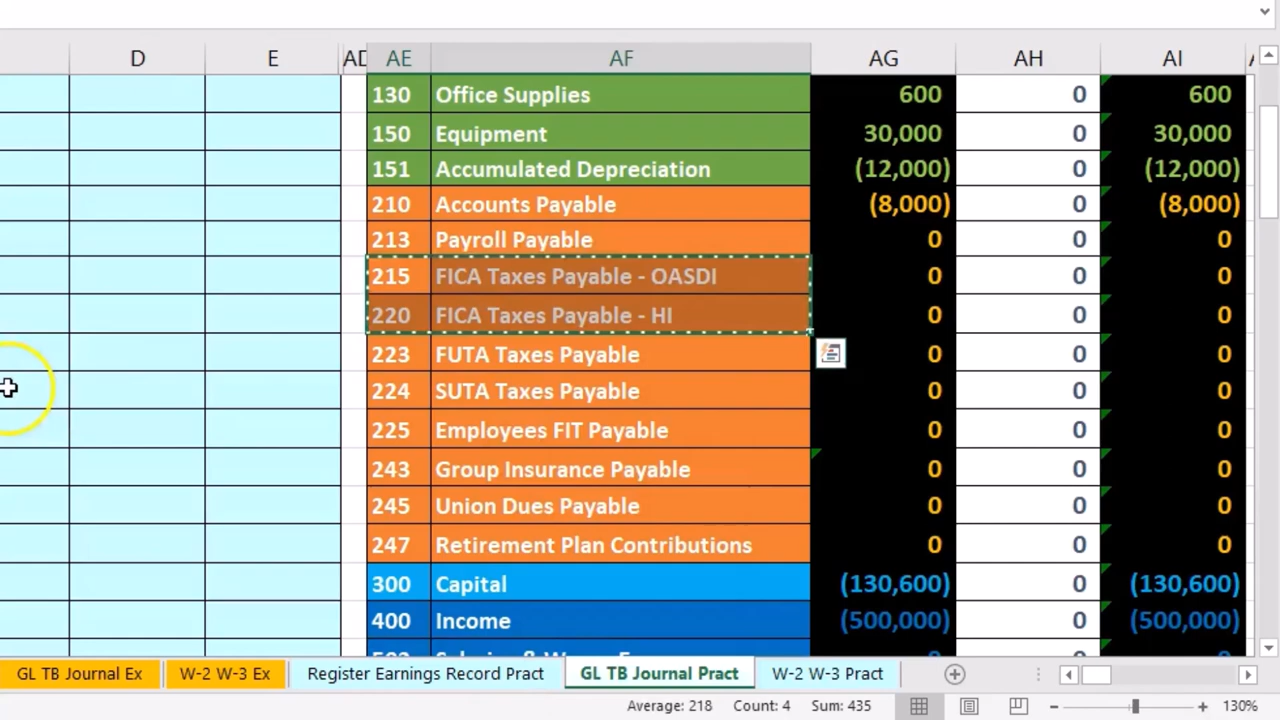 D E AD AE AF AG AH AI
130 Office Supplies 600 0 600
150 Equipment 30,000 0 30,000
151 Accumulated Depreciation (12,000) 0 (12,000)
210 Accounts Payable (8,000) 0 (8,000)
213 Payroll Payable 0 0 0
215 FICA Taxes Payable - OASDI 0 0 0
220 FICA Taxes Payable - HI 0 0 0
223 FUTA Taxes Payable 0 0 0
224 SUTA Taxes Payable 0 0 0
225 Employees FIT Payable 0 0 0
243 Group Insurance Payable 0 0 0
245 Union Dues Payable 0 0 0
247 Retirement Plan Contributions 0 0 0
300 Capital (130,600) 0 (130,600)
400 Income (500,000) 0 (500,000)
GL TB Journal Ex W-2 W-3 Ex Register Earnings Record Pract GL TB Journal Pract W-2 W-3 Pract
Average: 218 Count: 4 Sum: 435 130%